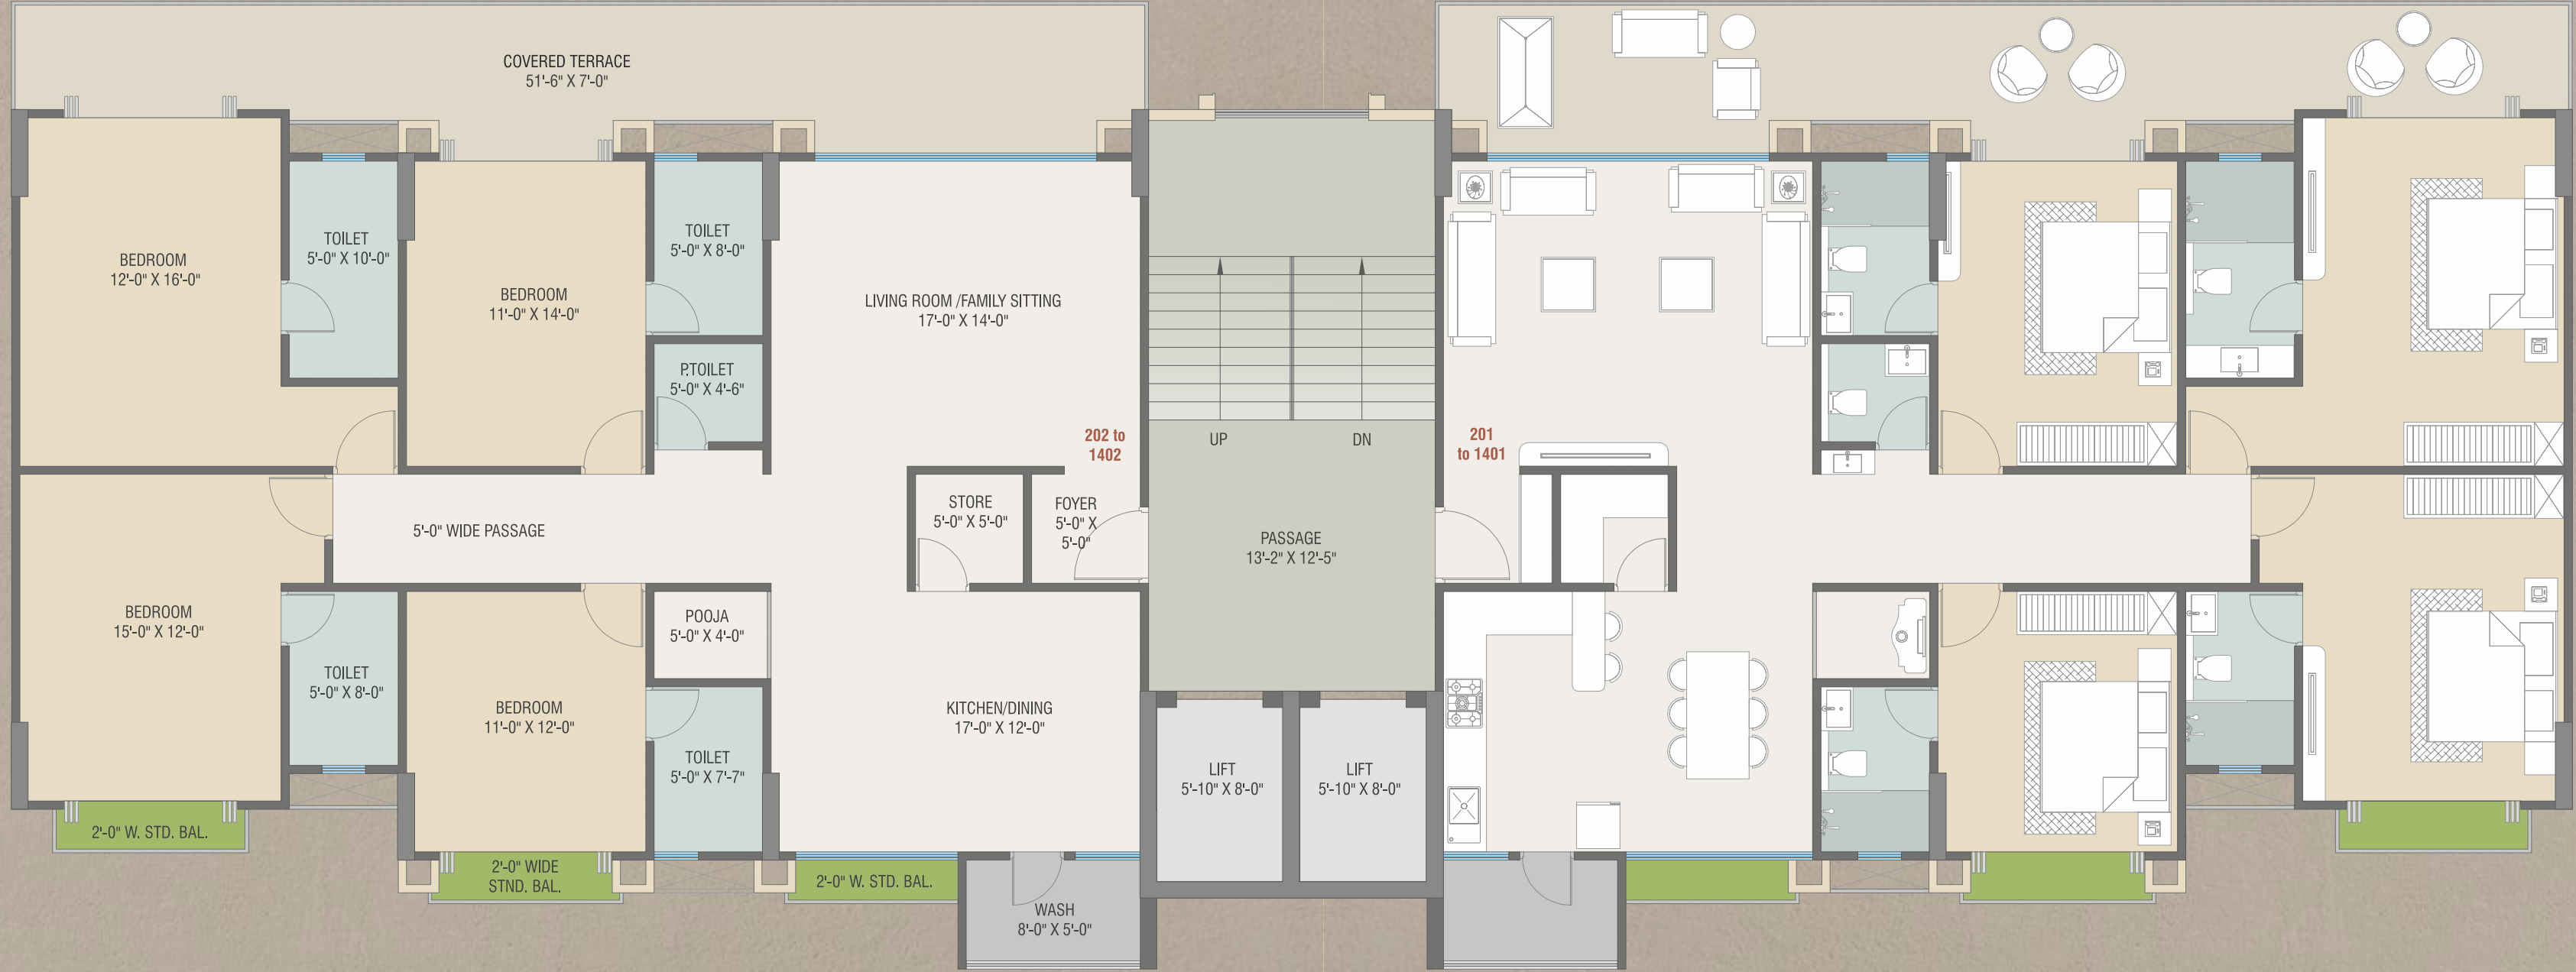 COVERED TERRACE
51'-6" X 7'-0"
BEDROOM
12'-0" X 16'-0"
TOILET
5'-0" X 10'-0"
BEDROOM
11'-0" X 14'-0"
TOILET
5'-0" X 8'-0"
P.TOILET
5'-0" X 4'-6"
LIVING ROOM /FAMILY SITTING
17'-0" X 14'-0"
202 to
1402
UP
DN
201
to 1401
5'-0" WIDE PASSAGE
STORE
5'-0" X 5'-0"
FOYER
5'-0" X
5'-0"
PASSAGE
13'-2" X 12'-5"
BEDROOM
15'-0" X 12'-0"
TOILET
5'-0" X 8'-0"
BEDROOM
11'-0" X 12'-0"
POOJA
5'-0" X 4'-0"
TOILET
5'-0" X 7'-7"
KITCHEN/DINING
17'-0" X 12'-0"
LIFT
5'-10" X 8'-0"
LIFT
5'-10" X 8'-0"
2'-0" W. STD. BAL.
2'-0" WIDE
STND. BAL.
2'-0" W. STD. BAL.
WASH
8'-0" X 5'-0"